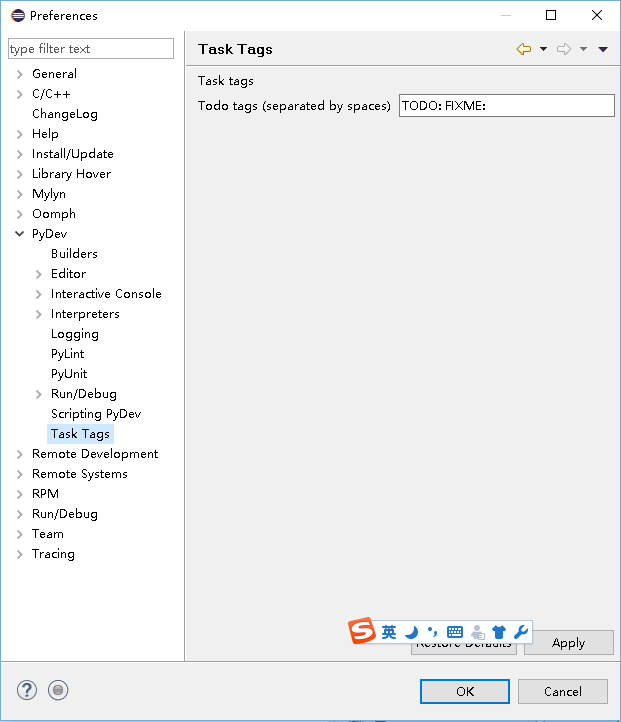 Preferences
type filter text
General
C/C++
ChangeLog
Help
Install/Update
Library Hover
Mylyn
Oomph
PyDev
Builders
Editor
Interactive Console
Interpreters
Logging
PyLint
PyUnit
Run/Debug
Scripting PyDev
Task Tags
Remote Development
Remote Systems
RPM
Run/Debug
Team
Tracing
Task Tags
Task tags
Todo tags (separated by spaces) TODO: FIXME:
S 英
Restore Defaults Apply
? OK Cancel